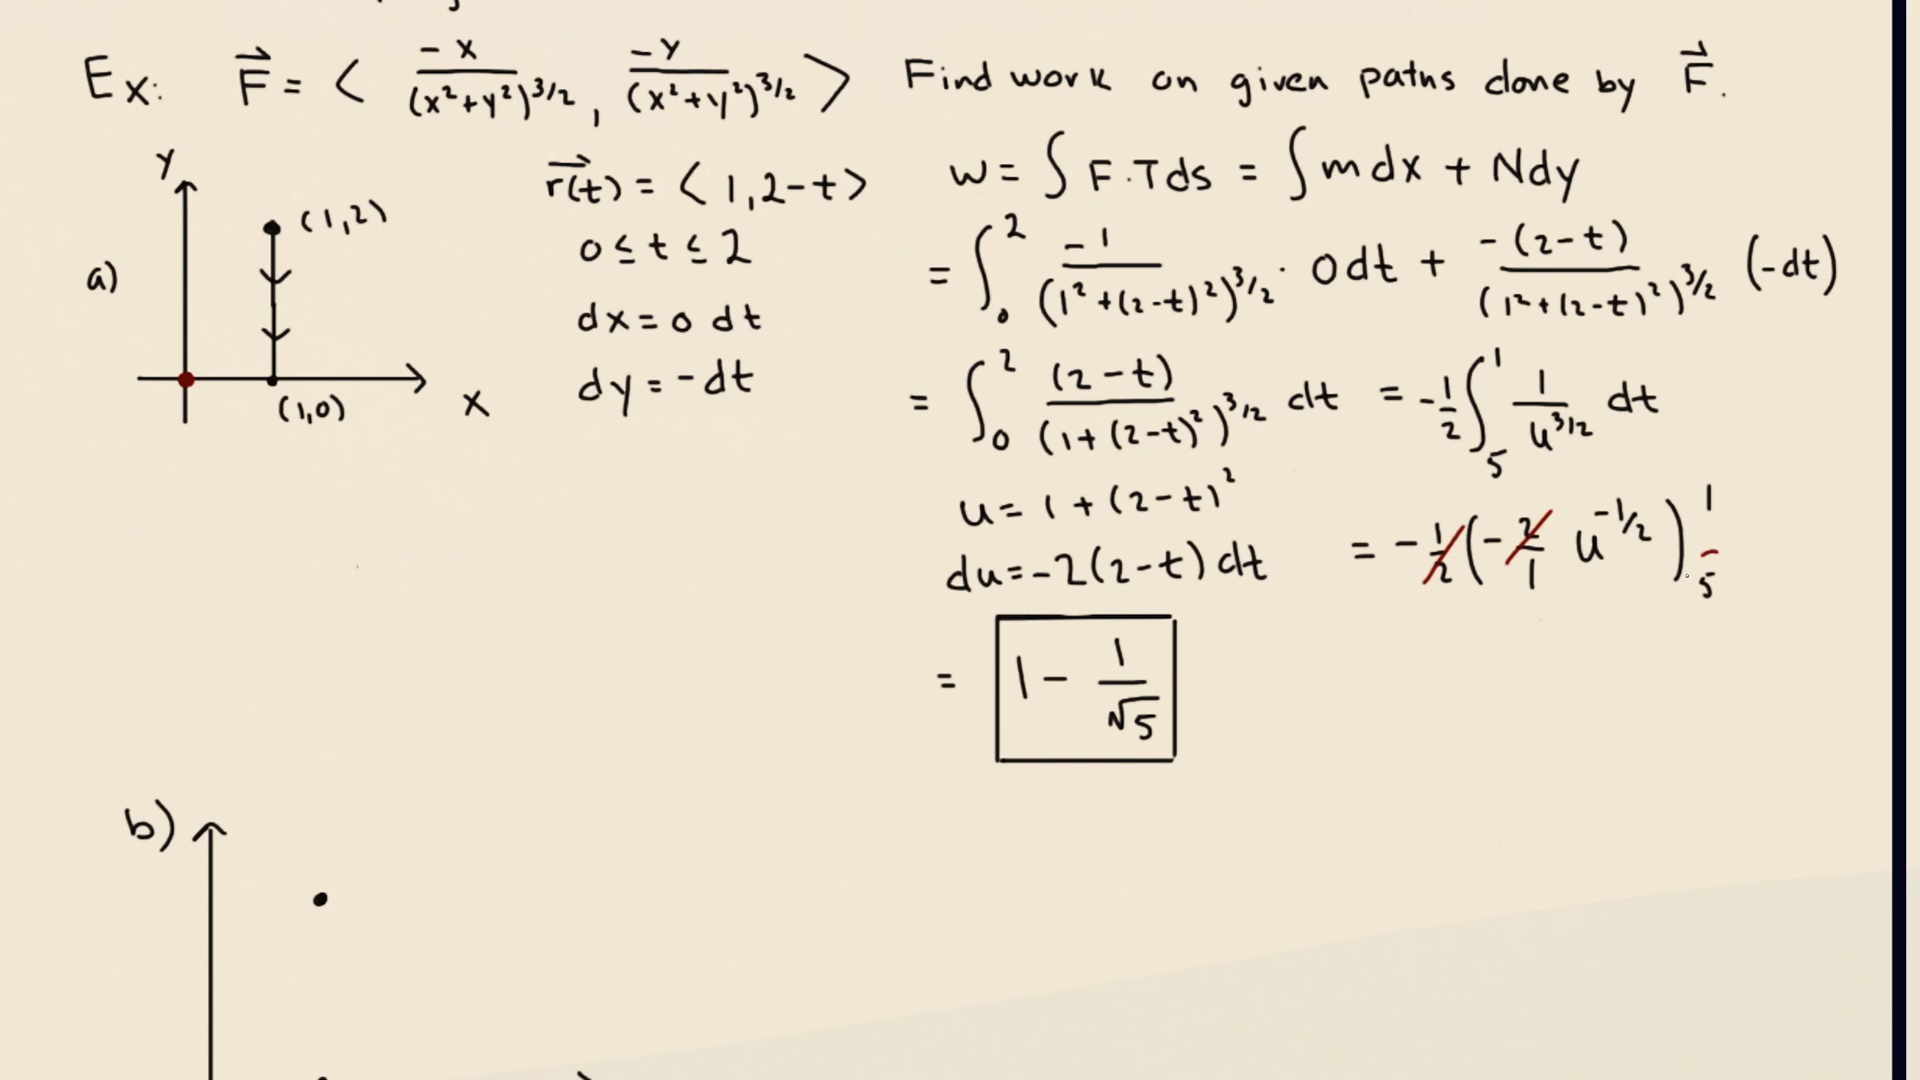 Ex: F⃗ = < -x/(x²+y²)^3/2 , -y/(x²+y²)^3/2 > Find work on given paths done by F⃗.
a)
y
(1,2)
(1,0)
x
r⃗(t) = <1, 2-t>
0 ≤ t ≤ 2
dx = 0 dt
dy = -dt
w = ∫ F·T ds = ∫ m dx + N dy
= ∫₀² -1/(1²+(2-t)²)^3/2 · 0 dt + -(2-t)/(1²+(2-t)²)^3/2 (-dt)
= ∫₀² (2-t)/(1+(2-t)²)^3/2 dt = -1/2 ∫₅¹ 1/u^3/2 dt
u = 1 + (2-t)²
du = -2(2-t) dt = -1/2 (-2/1 u^-1/2) |₅¹
= 1 - 1/√5
b)